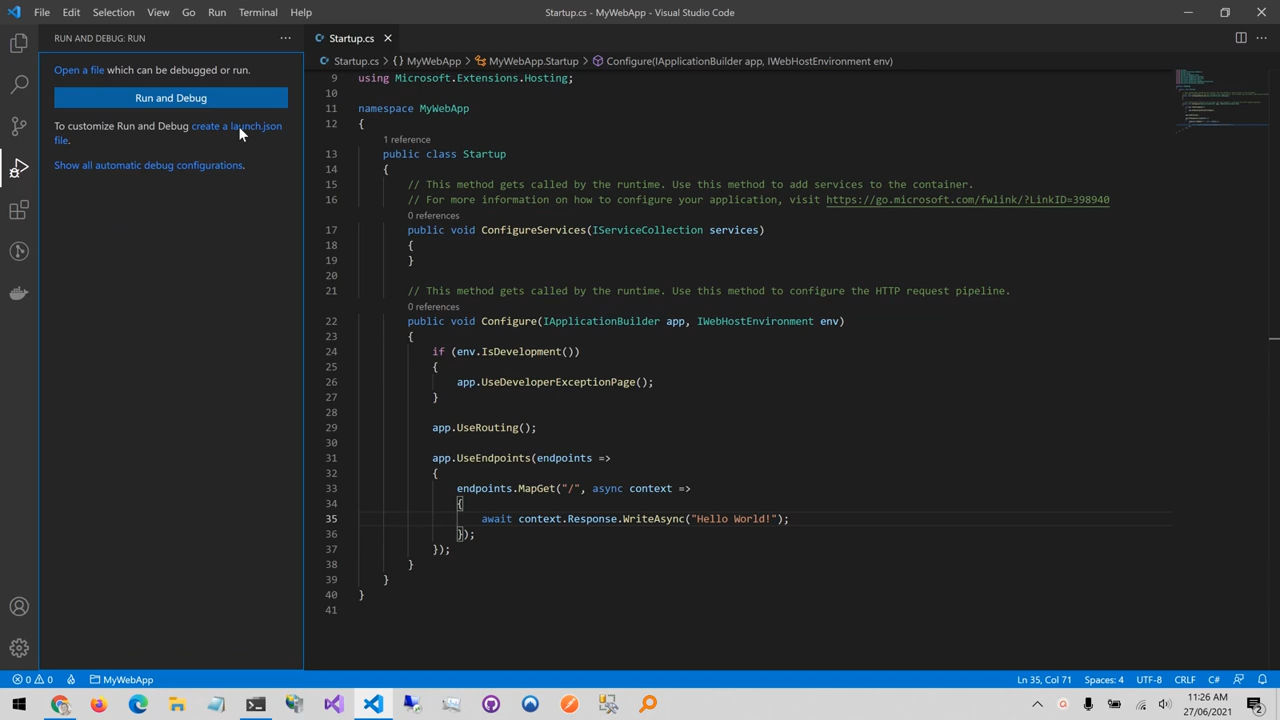 File Edit Selection View Go Run Terminal Help
Startup.cs - MyWebApp - Visual Studio Code
RUN AND DEBUG: RUN
Open a file which can be debugged or run.
Run and Debug
To customize Run and Debug create a launch.json
file.
Show all automatic debug configurations.
Startup.cs
Startup.cs {} MyWebApp MyWebApp.Startup Configure(IApplicationBuilder app, IWebHostEnvironment env)
9 using Microsoft.Extensions.Hosting;
10
11 namespace MyWebApp
12 {
1 reference
13 public class Startup
14 {
15 // This method gets called by the runtime. Use this method to add services to the container.
16 // For more information on how to configure your application, visit https://go.microsoft.com/fwlink/?LinkID=398940
0 references
17 public void ConfigureServices(IServiceCollection services)
18 {
19 }
20
21 // This method gets called by the runtime. Use this method to configure the HTTP request pipeline.
0 references
22 public void Configure(IApplicationBuilder app, IWebHostEnvironment env)
23 {
24 if (env.IsDevelopment())
25 {
26 app.UseDeveloperExceptionPage();
27 }
28
29 app.UseRouting();
30
31 app.UseEndpoints(endpoints =>
32 {
33 endpoints.MapGet("/", async context =>
34 {
35 await context.Response.WriteAsync("Hello World!");
36 });
37 });
38 }
39 }
40 }
41
0 0 MyWebApp
Ln 35, Col 71 Spaces: 4 UTF-8 CRLF C#
11:26 AM
27/06/2021
2